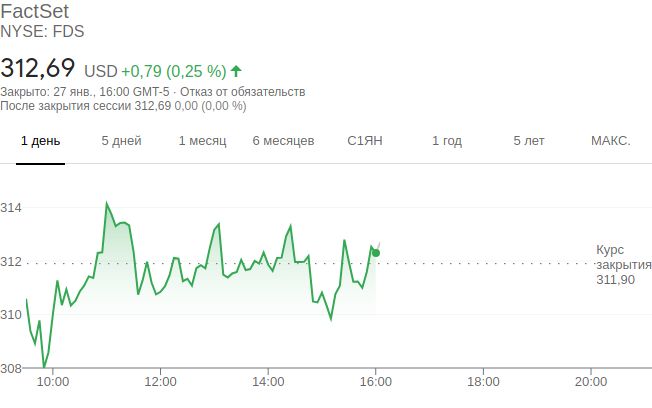 FactSet
NYSE: FDS
312,69 USD +0,79 (0,25 %)
Закрыто: 27 янв., 16:00 GMT-5 · Отказ от обязательств
После закрытия сессии 312,69 0,00 (0,00 %)
1 день 5 дней 1 месяц 6 месяцев С1ЯН 1 год 5 лет МАКС.
314
312
310
308
Курс
закрытия
311,90
10:00 12:00 14:00 16:00 18:00 20:00